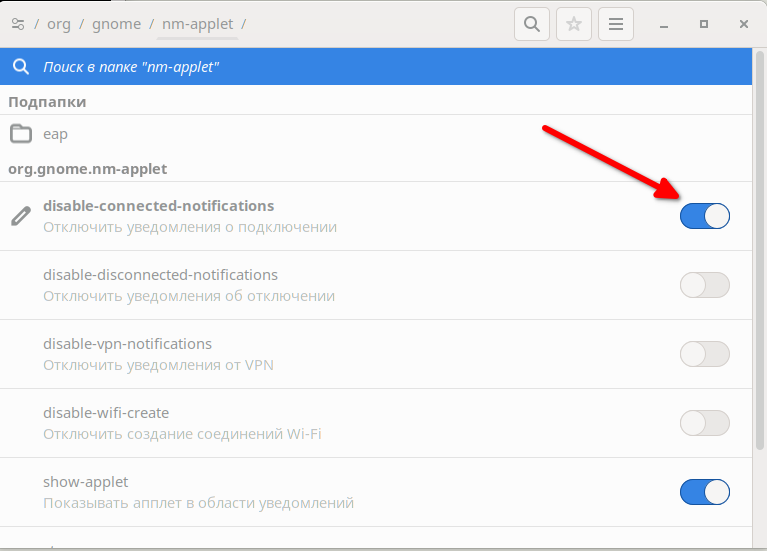 / org / gnome / nm-applet /
Поиск в папке "nm-applet"
Подпапки
eap
org.gnome.nm-applet
disable-connected-notifications
Отключить уведомления о подключении
disable-disconnected-notifications
Отключить уведомления об отключении
disable-vpn-notifications
Отключить уведомления от VPN
disable-wifi-create
Отключить создание соединений Wi-Fi
show-applet
Показывать апплет в области уведомлений